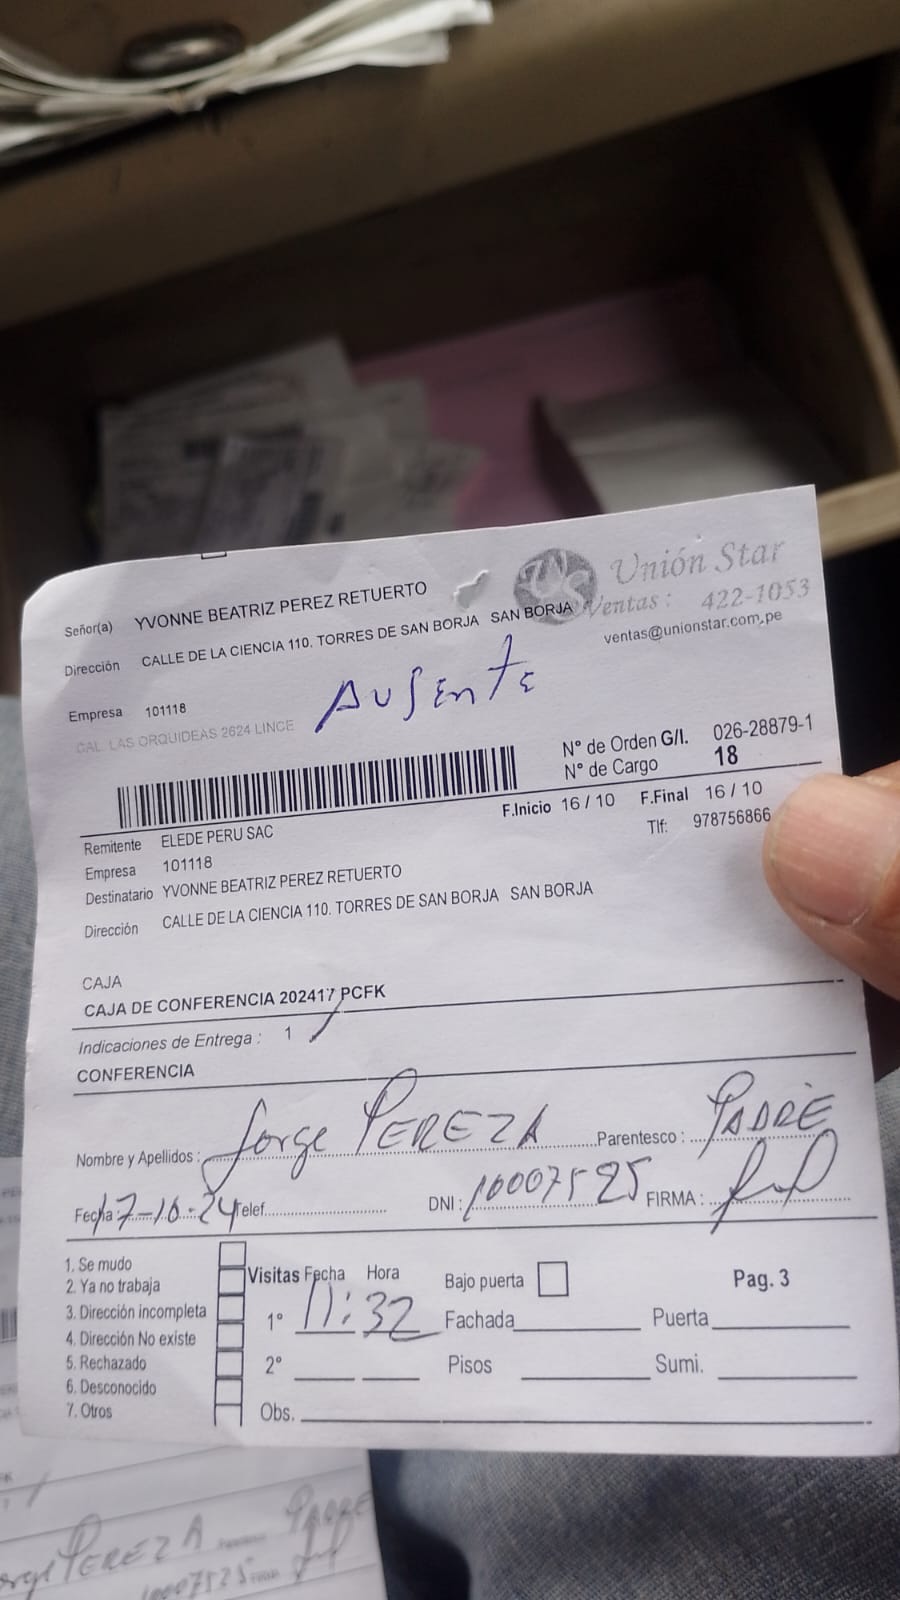 Unión Star
Señor(a) YVONNE BEATRIZ PEREZ RETUERTO
Ventas : 422-1053
Dirección CALLE DE LA CIENCIA 110. TORRES DE SAN BORJA SAN BORJA
ventas@unionstar.com.pe
Empresa 101118
Ausente
CAL. LAS ORQUIDEAS 2624 LINCE
N° de Orden G/I. 026-28879-1
N° de Cargo 18
F.Inicio 16 / 10 F.Final 16 / 10
Remitente ELEDE PERU SAC
Tlf: 978756866
Empresa 101118
Destinatario YVONNE BEATRIZ PEREZ RETUERTO
Dirección CALLE DE LA CIENCIA 110. TORRES DE SAN BORJA SAN BORJA
CAJA
CAJA DE CONFERENCIA 202417 PCFK
Indicaciones de Entrega : 1
CONFERENCIA
Nombre y Apellidos : Jorge PEREZA Parentesco : PADRE
Fecha 17-10-24 Telef. DNI : 10007525 FIRMA :
1. Se mudo
2. Ya no trabaja
3. Dirección incompleta
4. Dirección No existe
5. Rechazado
6. Desconocido
7. Otros
Visitas Fecha Hora Bajo puerta Pag. 3
1° 11:32 Fachada Puerta
2° Pisos Sumi.
Obs.
PEREZA PADRE
10007525